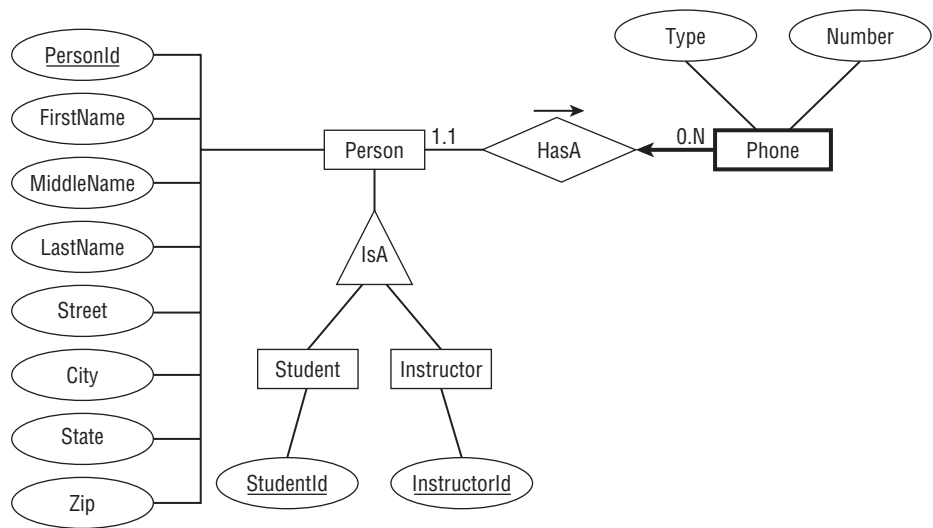 Type
Number
PersonId
FirstName
MiddleName
LastName
Street
City
State
Zip
Person
1.1
HasA
0.N
Phone
IsA
Student
Instructor
StudentId
InstructorId